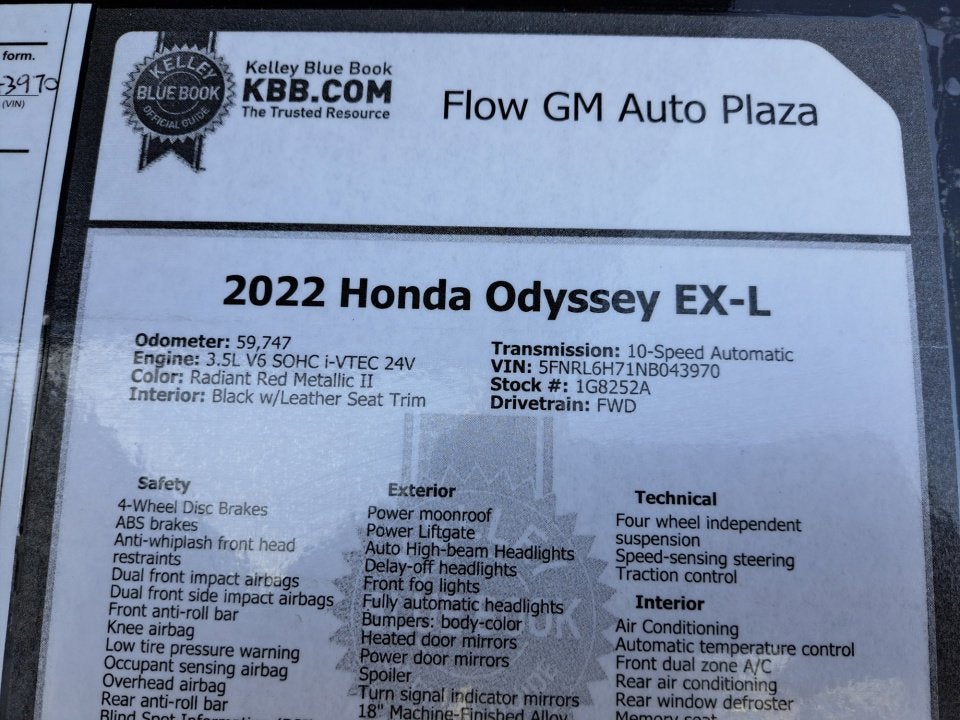 form.
3970
(VIN)
KELLEY
BLUE BOOK
OFFICIAL GUIDE
Kelley Blue Book
KBB.COM
The Trusted Resource
Flow GM Auto Plaza
2022 Honda Odyssey EX-L
Odometer: 59,747
Engine: 3.5L V6 SOHC i-VTEC 24V
Color: Radiant Red Metallic II
Interior: Black w/Leather Seat Trim
Transmission: 10-Speed Automatic
VIN: 5FNRL6H71NB043970
Stock #: 1G8252A
Drivetrain: FWD
Safety
4-Wheel Disc Brakes
ABS brakes
Anti-whiplash front head
restraints
Dual front impact airbags
Dual front side impact airbags
Front anti-roll bar
Knee airbag
Low tire pressure warning
Occupant sensing airbag
Overhead airbag
Rear anti-roll bar
Blind Spot Information
Exterior
Power moonroof
Power Liftgate
Auto High-beam Headlights
Delay-off headlights
Front fog lights
Fully automatic headlights
Bumpers: body-color
Heated door mirrors
Power door mirrors
Spoiler
Turn signal indicator mirrors
18" Machine-Finished Alloy
Technical
Four wheel independent
suspension
Speed-sensing steering
Traction control
Interior
Air Conditioning
Automatic temperature control
Front dual zone A/C
Rear air conditioning
Rear window defroster
Memory seat